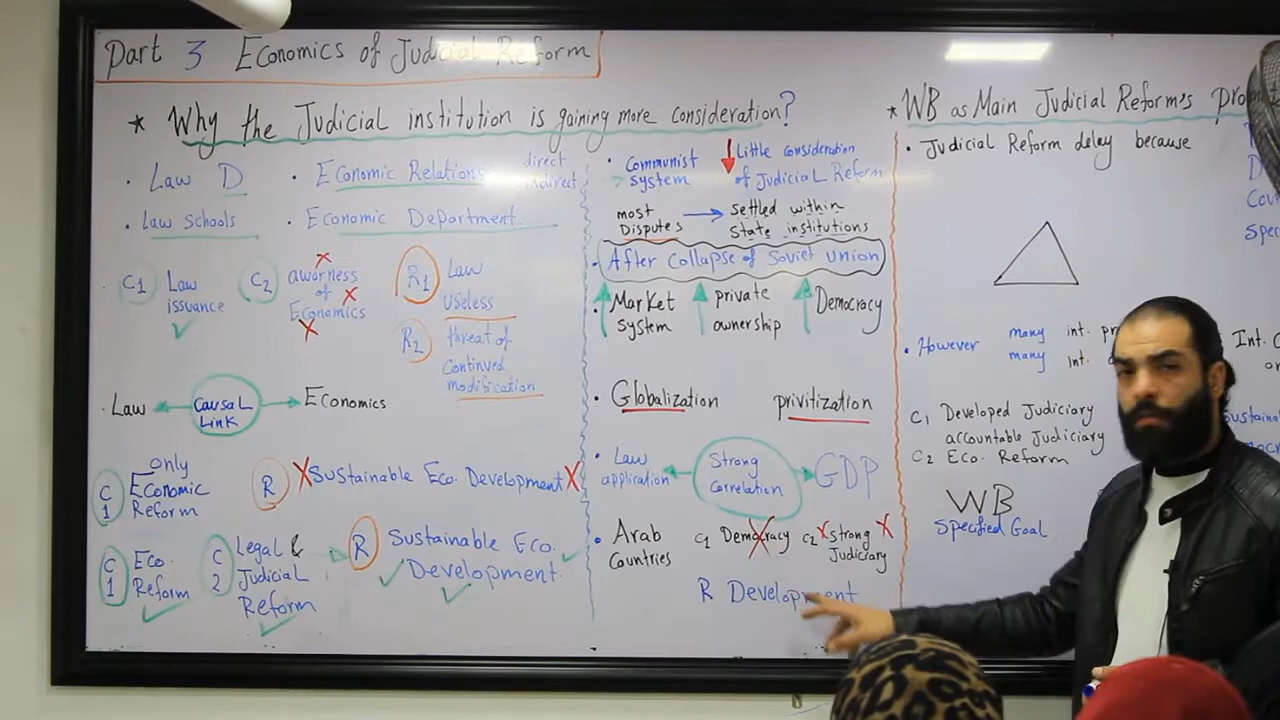 Part 3 Economics of Judicial Reform
* Why the Judicial institution is gaining more consideration?
· Law D
· Economic Relations direct
indirect
· Law Schools
· Economic Department
C1 Law
issuance
C2 awarness
of
Economics
R1 Law
useless
R2 threat of
continued
modification
· Law Causal Link Economics
C1 only
Economic
Reform
R X Sustainable Eco. Development X
C1 Eco.
Reform
C2 Legal &
Judicial
Reform
R Sustainable Eco.
Development.
· Communist
system
Little consideration
of Judicial Reform
most
Disputes
settled within
State institutions
· After Collapse of Soviet Union
· Market
system
private
ownership
Democracy
· Globalization privitization
· Law
application
Strong
Correlation
GDP
· Arab
Countries
C1 Democracy C2 X strong X
Judiciary
R Development
* WB as Main Judicial Reform's
· Judicial Reform delay because
· However many int.
many int.
C1 Developed Judiciary
accountable Judiciary
C2 Eco. Reform
WB
Specified Goal
Int.